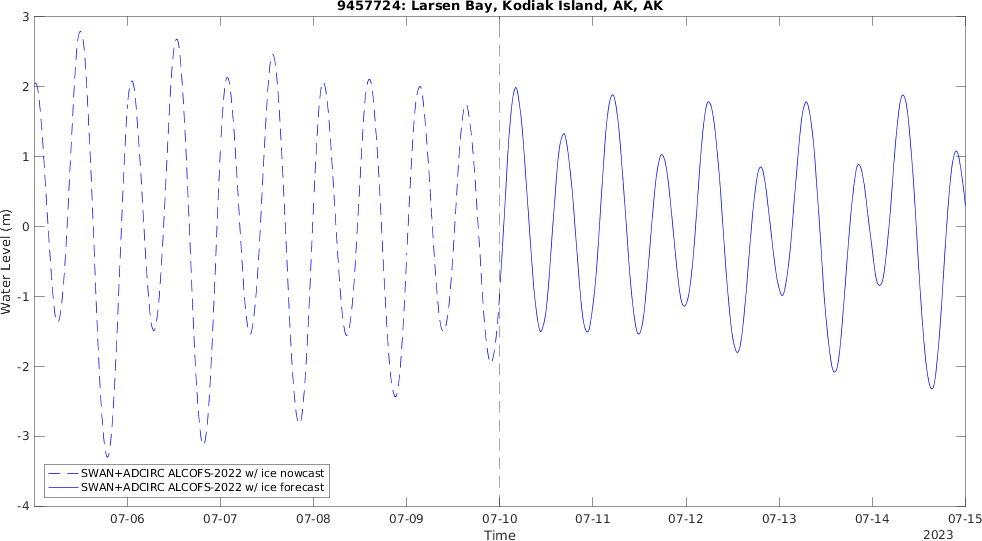 9457724: Larsen Bay, Kodiak Island, AK, AK
3
2
1
0
-1
-2
-3
-4
Water Level (m)
SWAN+ADCIRC ALCOFS-2022 w/ ice nowcast
SWAN+ADCIRC ALCOFS-2022 w/ ice forecast
07-06 07-07 07-08 07-09 07-10 07-11 07-12 07-13 07-14 07-15
Time
2023